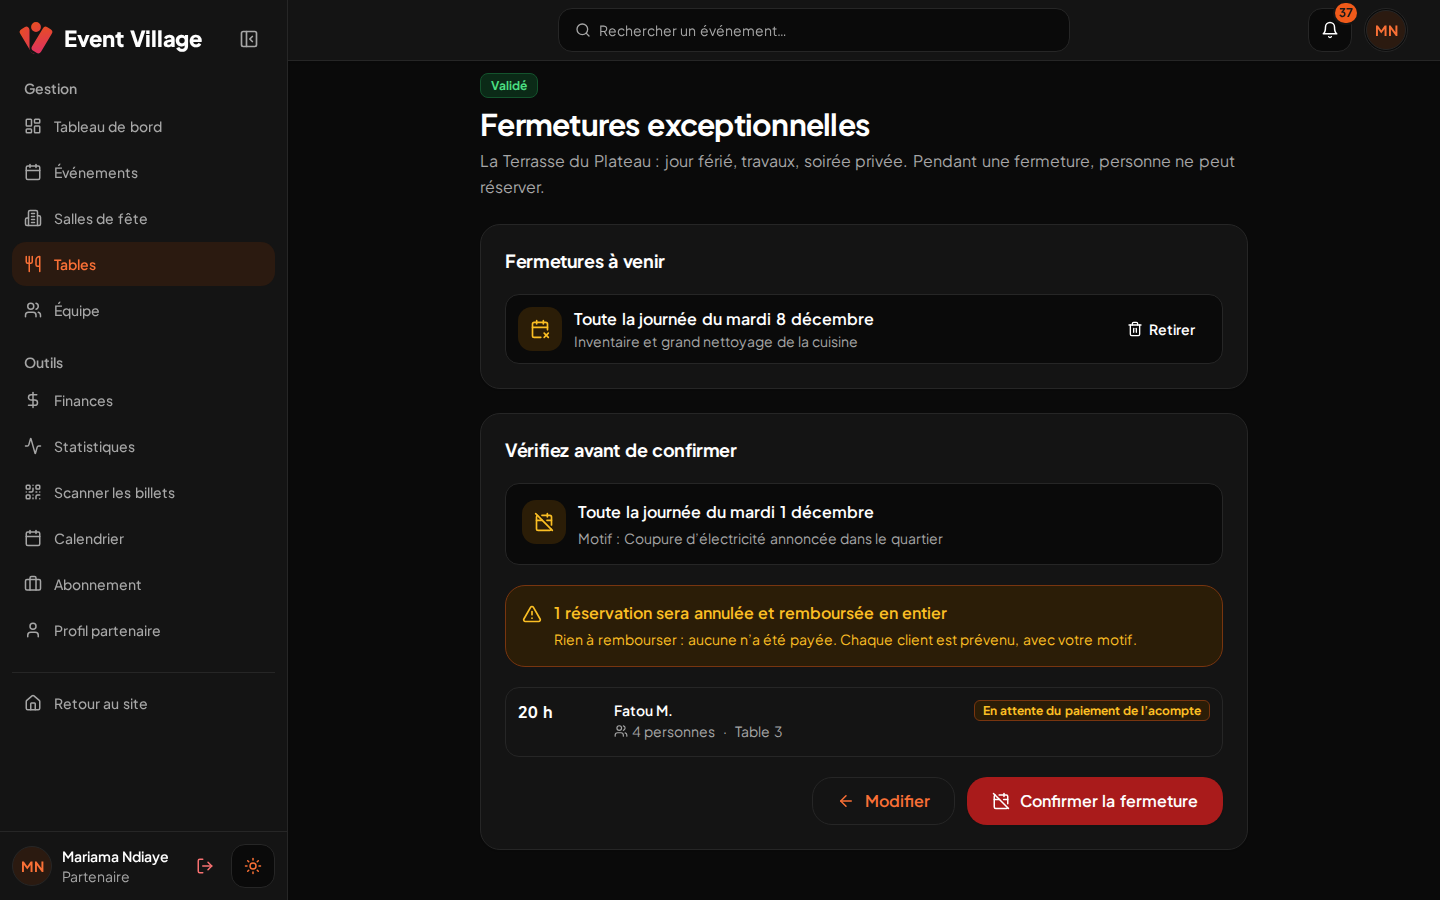 Event Village
Gestion
Tableau de bord
Événements
Salles de fête
Tables
Équipe
Outils
Finances
Statistiques
Scanner les billets
Calendrier
Abonnement
Profil partenaire
Retour au site
MN
Mariama Ndiaye
Partenaire
Rechercher un événement…
37
MN
Validé
Fermetures exceptionnelles
La Terrasse du Plateau : jour férié, travaux, soirée privée. Pendant une fermeture, personne ne peut
réserver.
Fermetures à venir
Toute la journée du mardi 8 décembre
Inventaire et grand nettoyage de la cuisine
Retirer
Vérifiez avant de confirmer
Toute la journée du mardi 1 décembre
Motif : Coupure d’électricité annoncée dans le quartier
1 réservation sera annulée et remboursée en entier
Rien à rembourser : aucune n’a été payée. Chaque client est prévenu, avec votre motif.
20 h
Fatou M.
4 personnes · Table 3
En attente du paiement de l’acompte
Modifier
Confirmer la fermeture